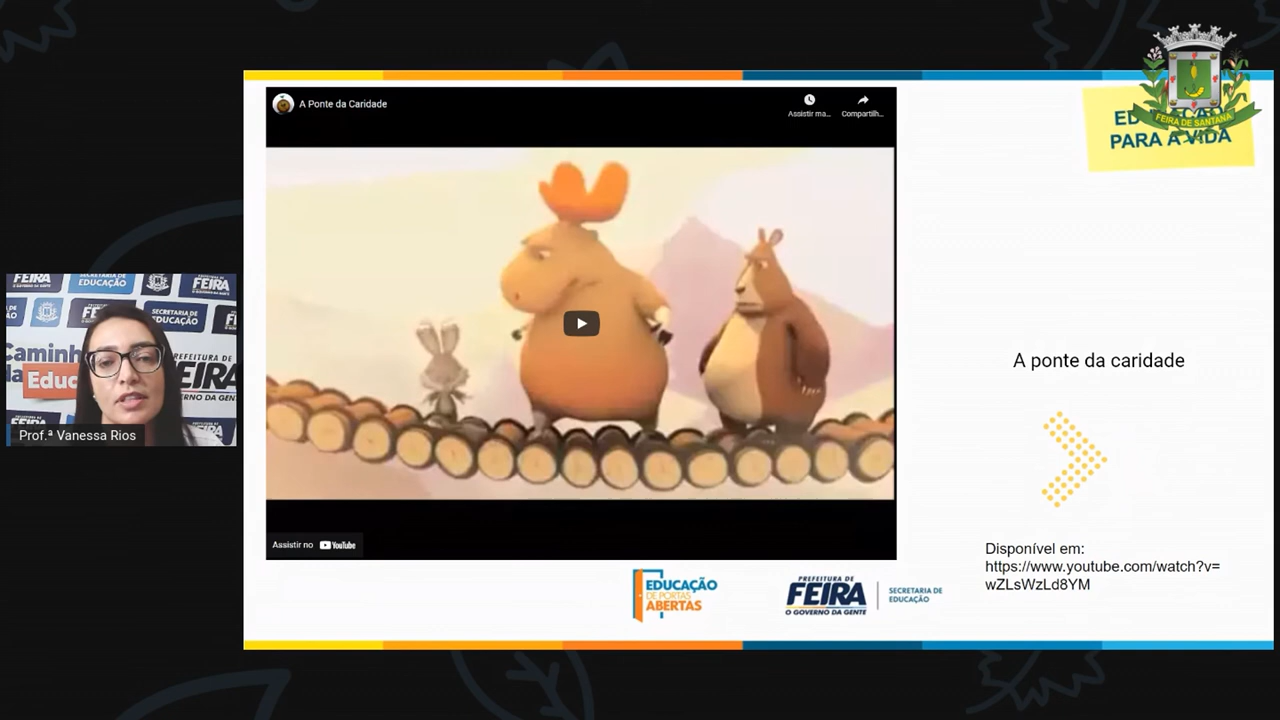 A Ponte da Caridade
Assistir ma...
Compartilh...
PARA A VIDA
FEIRA DE SANTANA
A ponte da caridade
Disponível em:
https://www.youtube.com/watch?v=
wZLsWzLd8YM
Assistir no YouTube
EDUCAÇÃO
DE PORTAS
ABERTAS
PREFEITURA DE
FEIRA
O GOVERNO DA GENTE
SECRETARIA DE
EDUCAÇÃO
FEIRA
SECRETARIA DE
EDUCAÇÃO
FEIRA
SECRETARIA DE
EDUCAÇÃO
Educ
PREFEITURA DE
Prof.ª Vanessa Rios